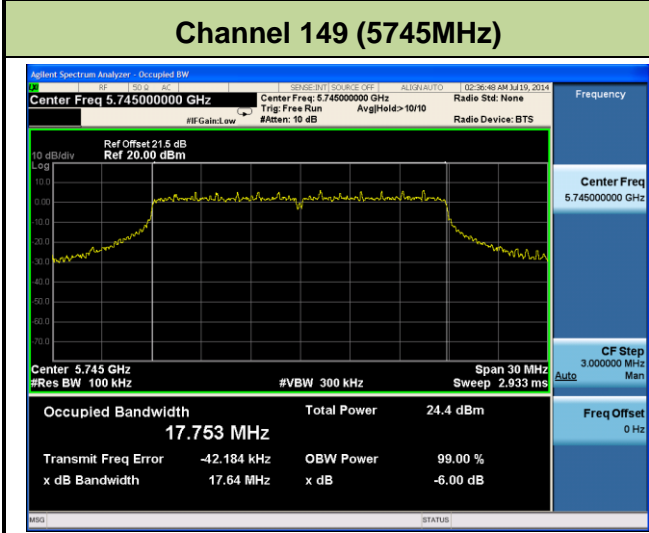 Channel 149 (5745MHz)
Agilent Spectrum Analyzer - Occupied BW
RF 50 Ω AC SENSE:INT SOURCE OFF ALIGN AUTO 02:36:48 AM Jul 19, 2014
Center Freq 5.745000000 GHz
Center Freq: 5.745000000 GHz
Radio Std: None
Trig: Free Run Avg|Hold:> 10/10
#IFGain:Low #Atten: 10 dB Radio Device: BTS
Frequency
Ref Offset 21.5 dB
10 dB/div Ref 20.00 dBm
Log
10.0
0.00
-10.0
-20.0
-30.0
-40.0
-50.0
-60.0
-70.0
Center 5.745 GHz Span 30 MHz
#Res BW 100 kHz #VBW 300 kHz Sweep 2.933 ms
Occupied Bandwidth Total Power 24.4 dBm
17.753 MHz
Transmit Freq Error -42.184 kHz OBW Power 99.00 %
x dB Bandwidth 17.64 MHz x dB -6.00 dB
Center Freq
5.745000000 GHz
CF Step
3.000000 MHz
Auto Man
Freq Offset
0 Hz
MSG STATUS